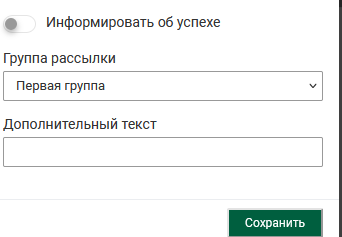 Информировать об успехе
Группа рассылки
Первая группа
Дополнительный текст
Сохранить